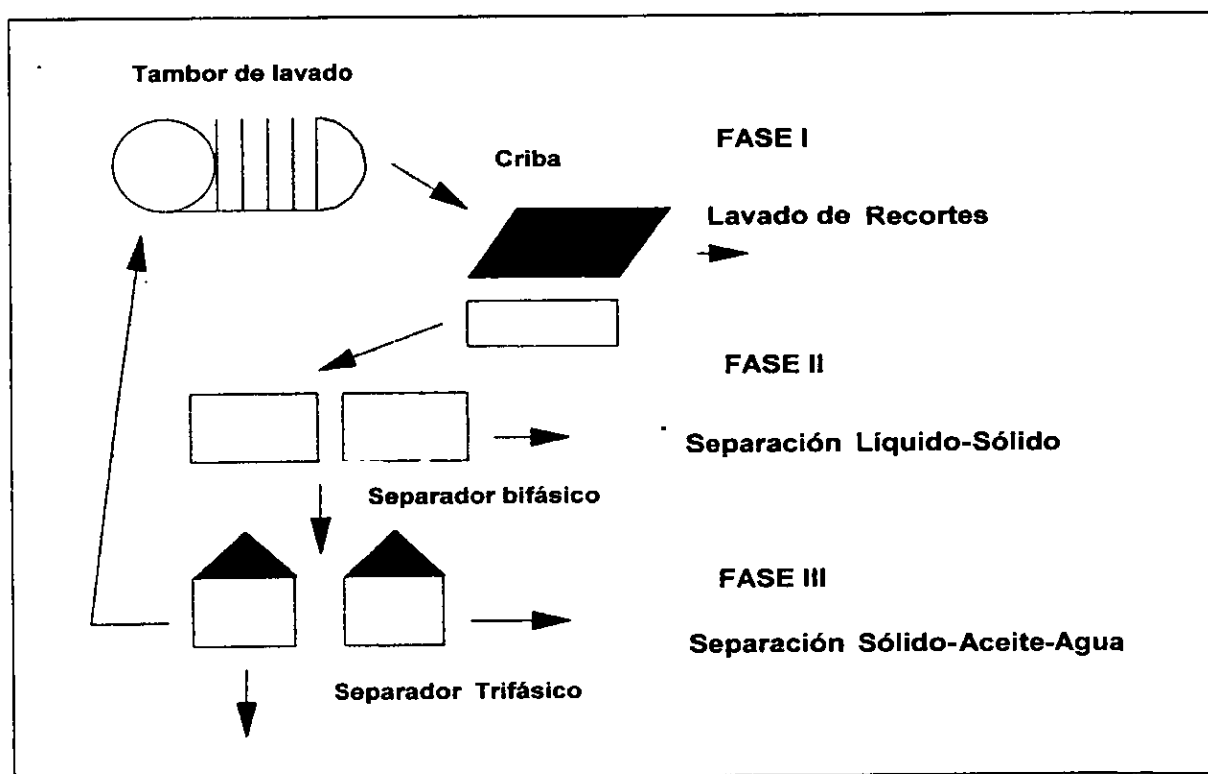 Tambor de lavado
FASE I
Criba
Lavado de Recortes
FASE II
Separación Líquido-Sólido
Separador bifásico
FASE III
Separación Sólido-Aceite-Agua
Separador Trifásico